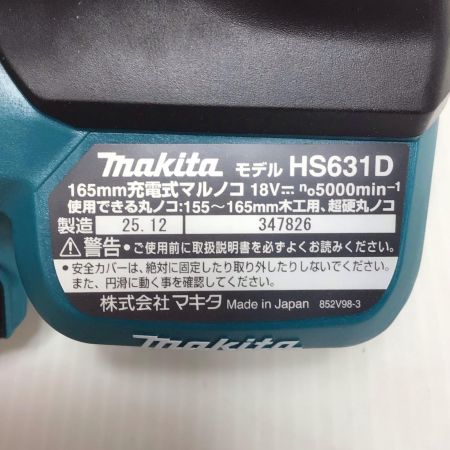 makita モデル HS631D
165mm充電式マルノコ 18V⎓ n₀5000min⁻¹
使用できる丸ノコ:155~165mm木工用、超硬丸ノコ
製造 25.12 347826
⚠警告 ・ご使用前に取扱説明書を必ずよくお読みください。
・安全カバーは、絶対に固定したり取り外したりしないでください。
また、円滑に動く事を確認してください。
株式会社マキタ Made in Japan 852V98-3
makita